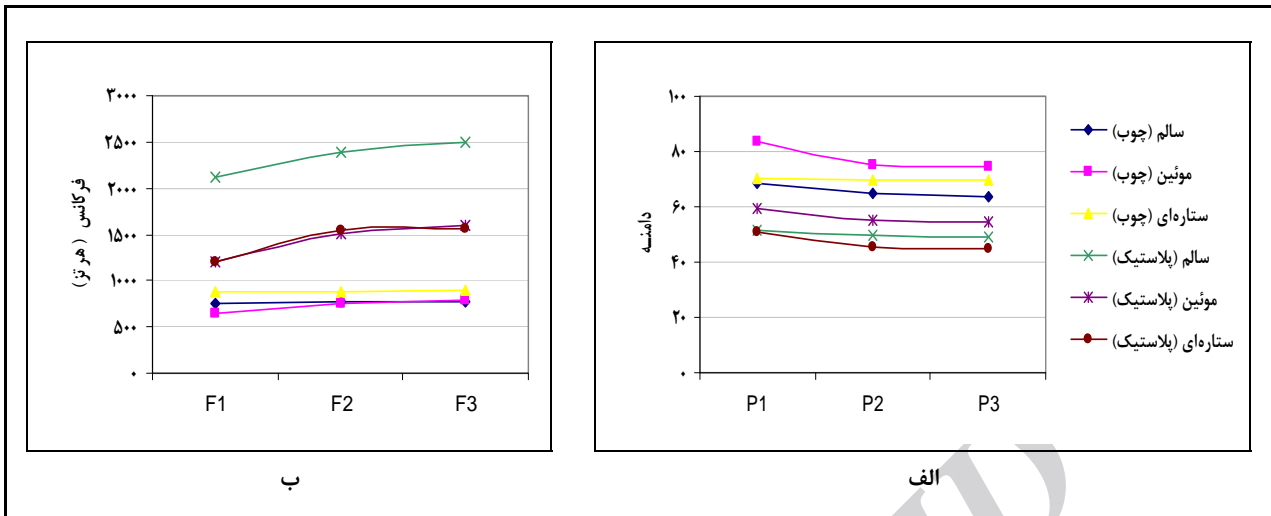 ۱۰۰
۸۰
۶۰
۴۰
۲۰
۰
دامنــه
P1 P2 P3
سالم (چوب)
موئین (چوب)
ستاره‌ای (چوب)
سالم (پلاستیک)
موئین (پلاستیک)
ستاره‌ای (پلاستیک)
الف
۳۰۰۰
۲۵۰۰
۲۰۰۰
۱۵۰۰
۱۰۰۰
۵۰۰
۰
فرکانس ( هرتز)
F1 F2 F3
ب